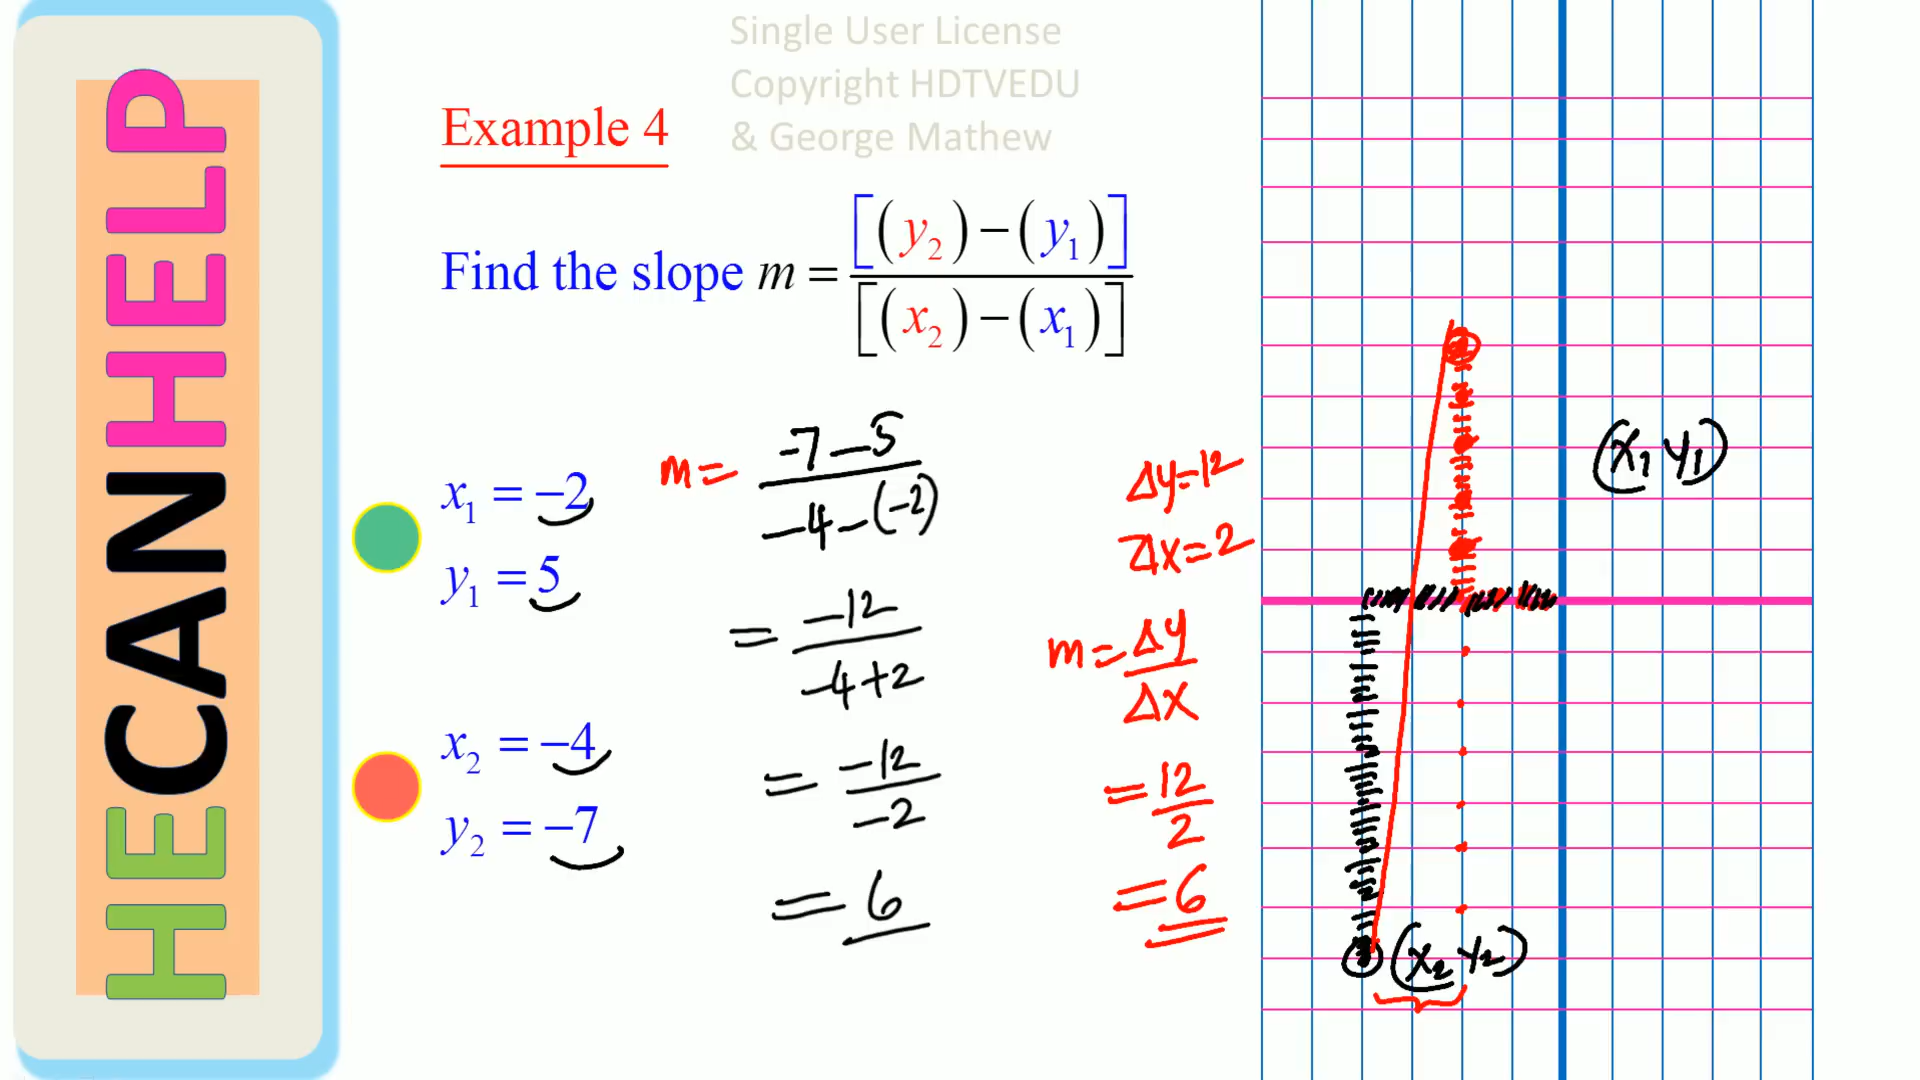 HECANHELP
Single User License
Copyright HDTVEDU
& George Mathew
Example 4
Find the slope m = [(y₂)−(y₁)] / [(x₂)−(x₁)]
x₁ = −2
y₁ = 5
x₂ = −4
y₂ = −7
m = (-7-5) / (-4-(-2))
= -12 / (-4+2)
= -12 / -2
= 6
Δy=12
Δx=2
m = Δy / Δx
= 12 / 2
= 6
(x₁ y₁)
(x₂ y₂)